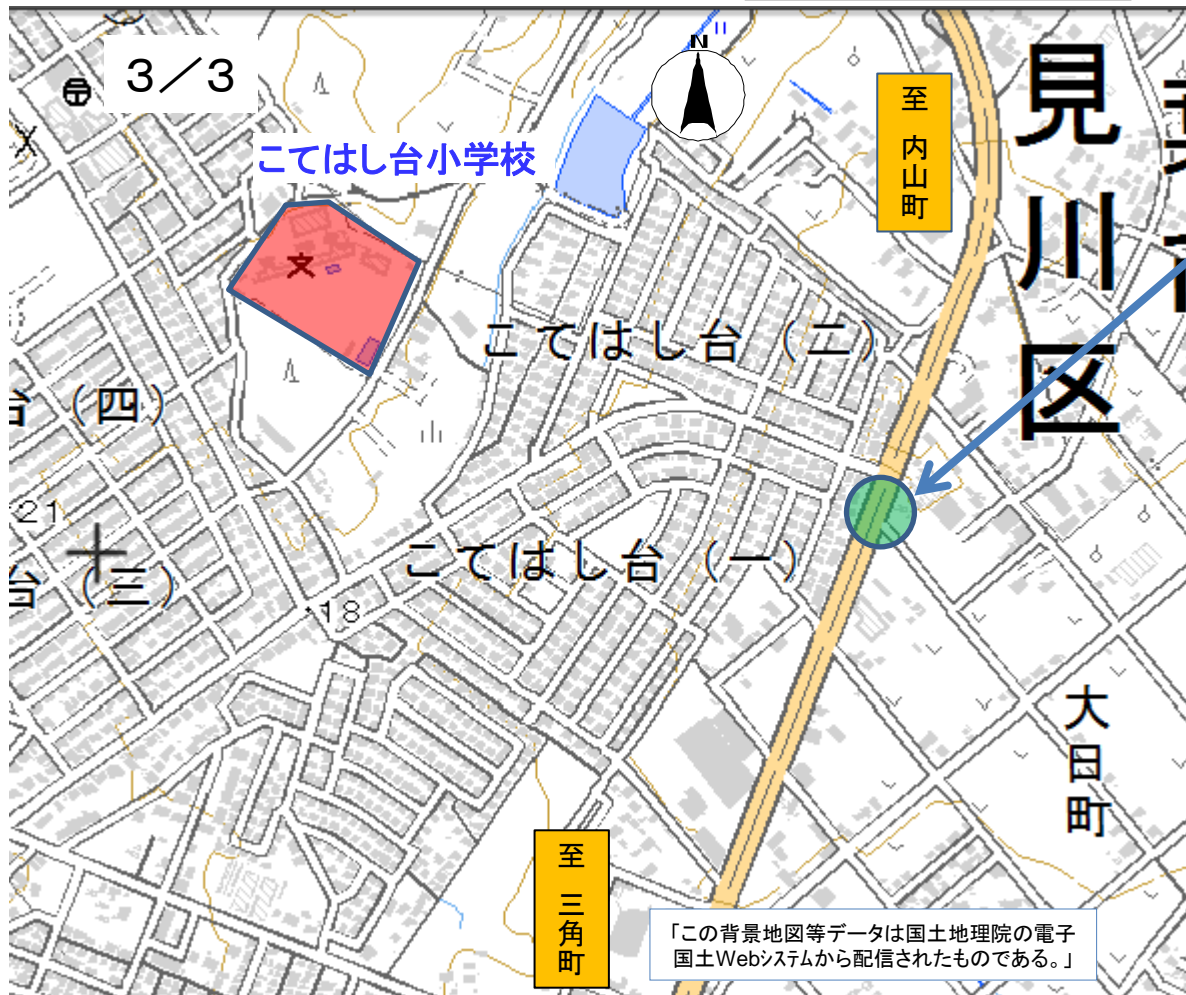 3／3
N
こてはし台小学校
至 内山町
見川区
こてはし台（二）
台（四）
21
こてはし台（一）
台（三）
18
大日町
至 三角町
「この背景地図等データは国土地理院の電子
国土Webシステムから配信されたものである。」